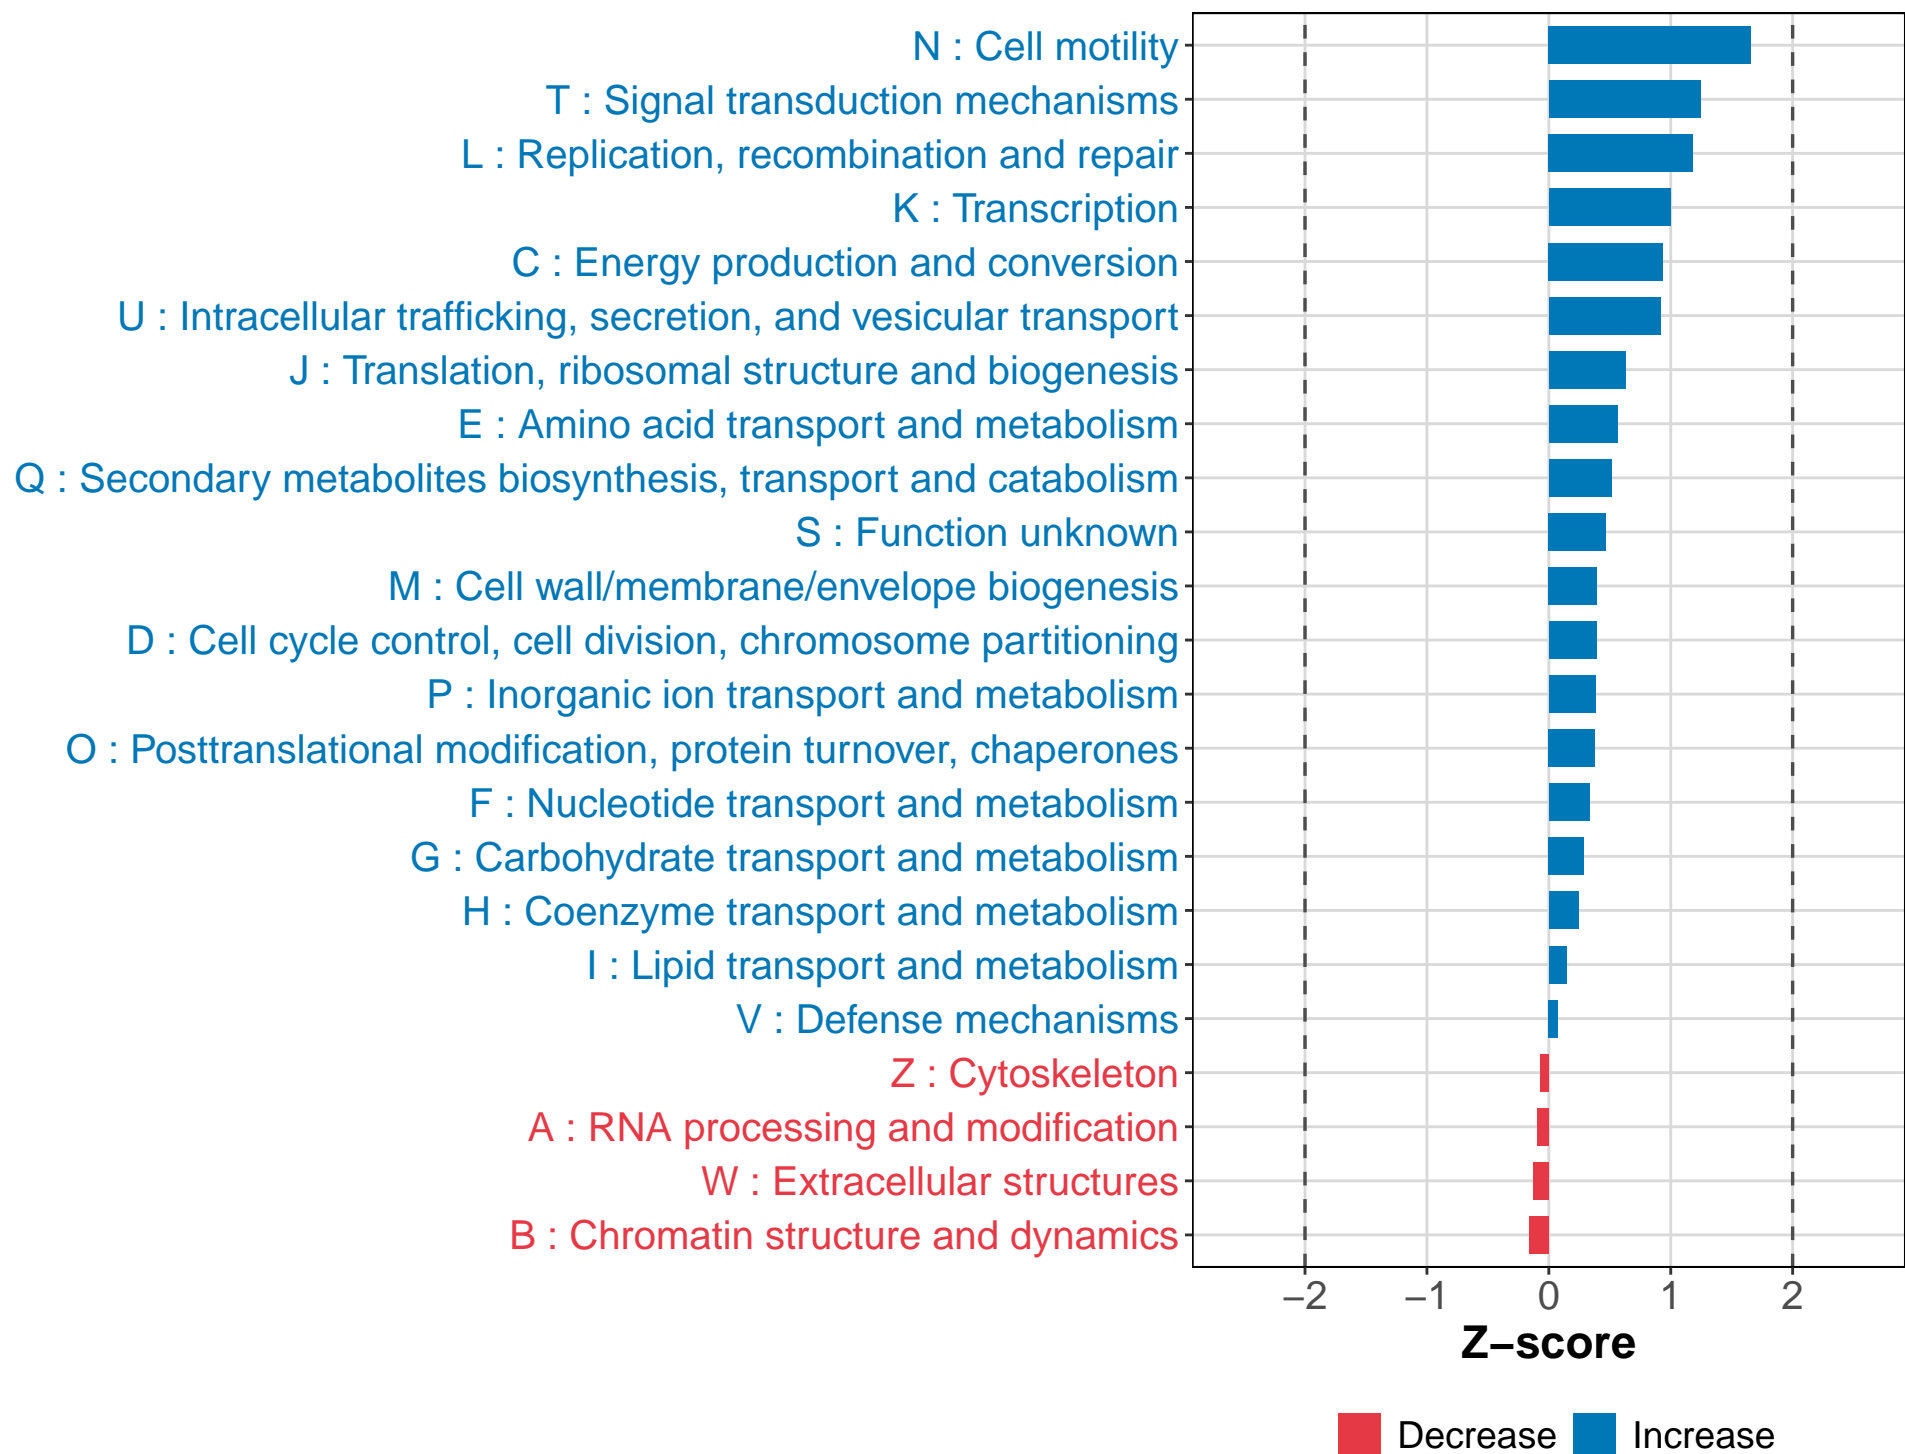 N : Cell motility
T : Signal transduction mechanisms
L : Replication, recombination and repair
K : Transcription
C : Energy production and conversion
U : Intracellular trafficking, secretion, and vesicular transport
J : Translation, ribosomal structure and biogenesis
E : Amino acid transport and metabolism
Q : Secondary metabolites biosynthesis, transport and catabolism
S : Function unknown
M : Cell wall/membrane/envelope biogenesis
D : Cell cycle control, cell division, chromosome partitioning
P : Inorganic ion transport and metabolism
O : Posttranslational modification, protein turnover, chaperones
F : Nucleotide transport and metabolism
G : Carbohydrate transport and metabolism
H : Coenzyme transport and metabolism
I : Lipid transport and metabolism
V : Defense mechanisms
Z : Cytoskeleton
A : RNA processing and modification
W : Extracellular structures
B : Chromatin structure and dynamics
−2 −1 0 1 2
Z−score
Decrease Increase